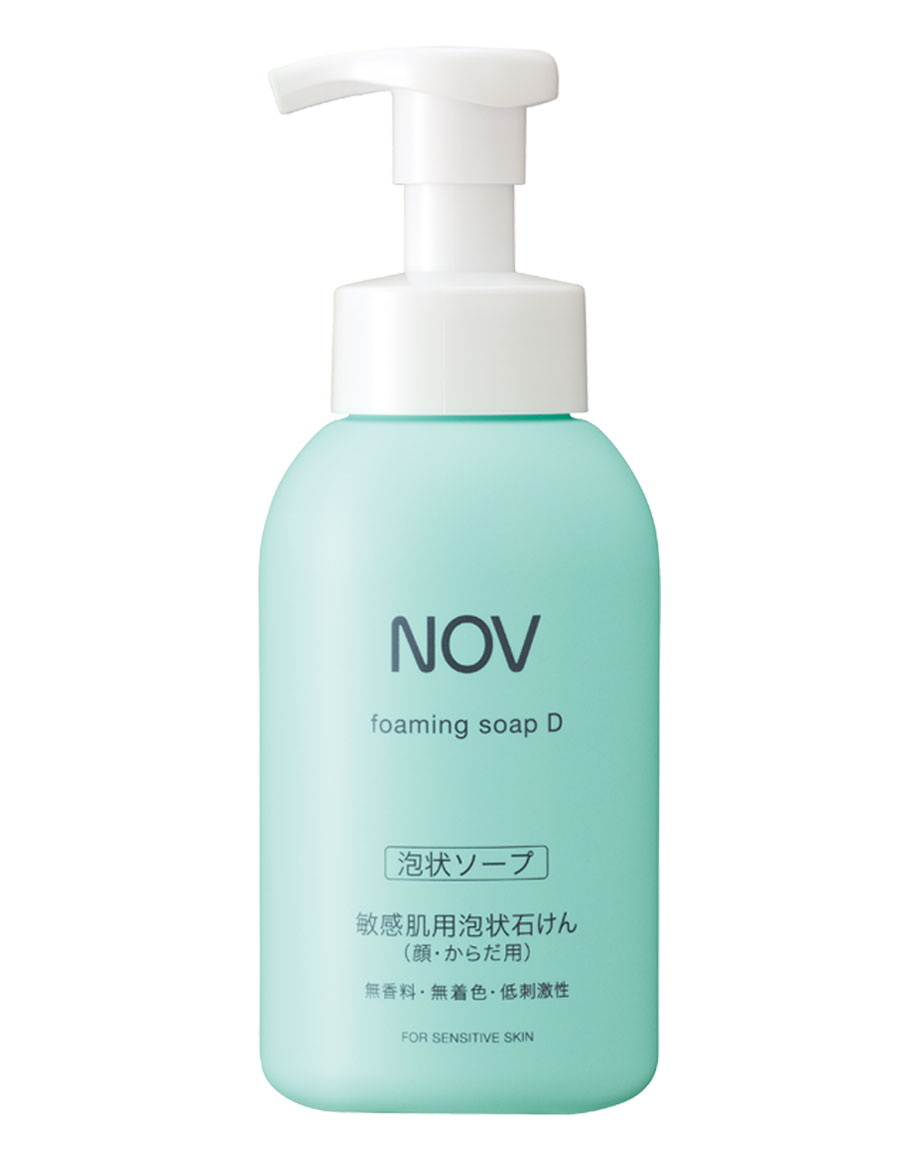 NOV
foaming soap D
泡状ソープ
敏感肌用泡状石けん
（顔・からだ用）
無香料・無着色・低刺激性
FOR SENSITIVE SKIN